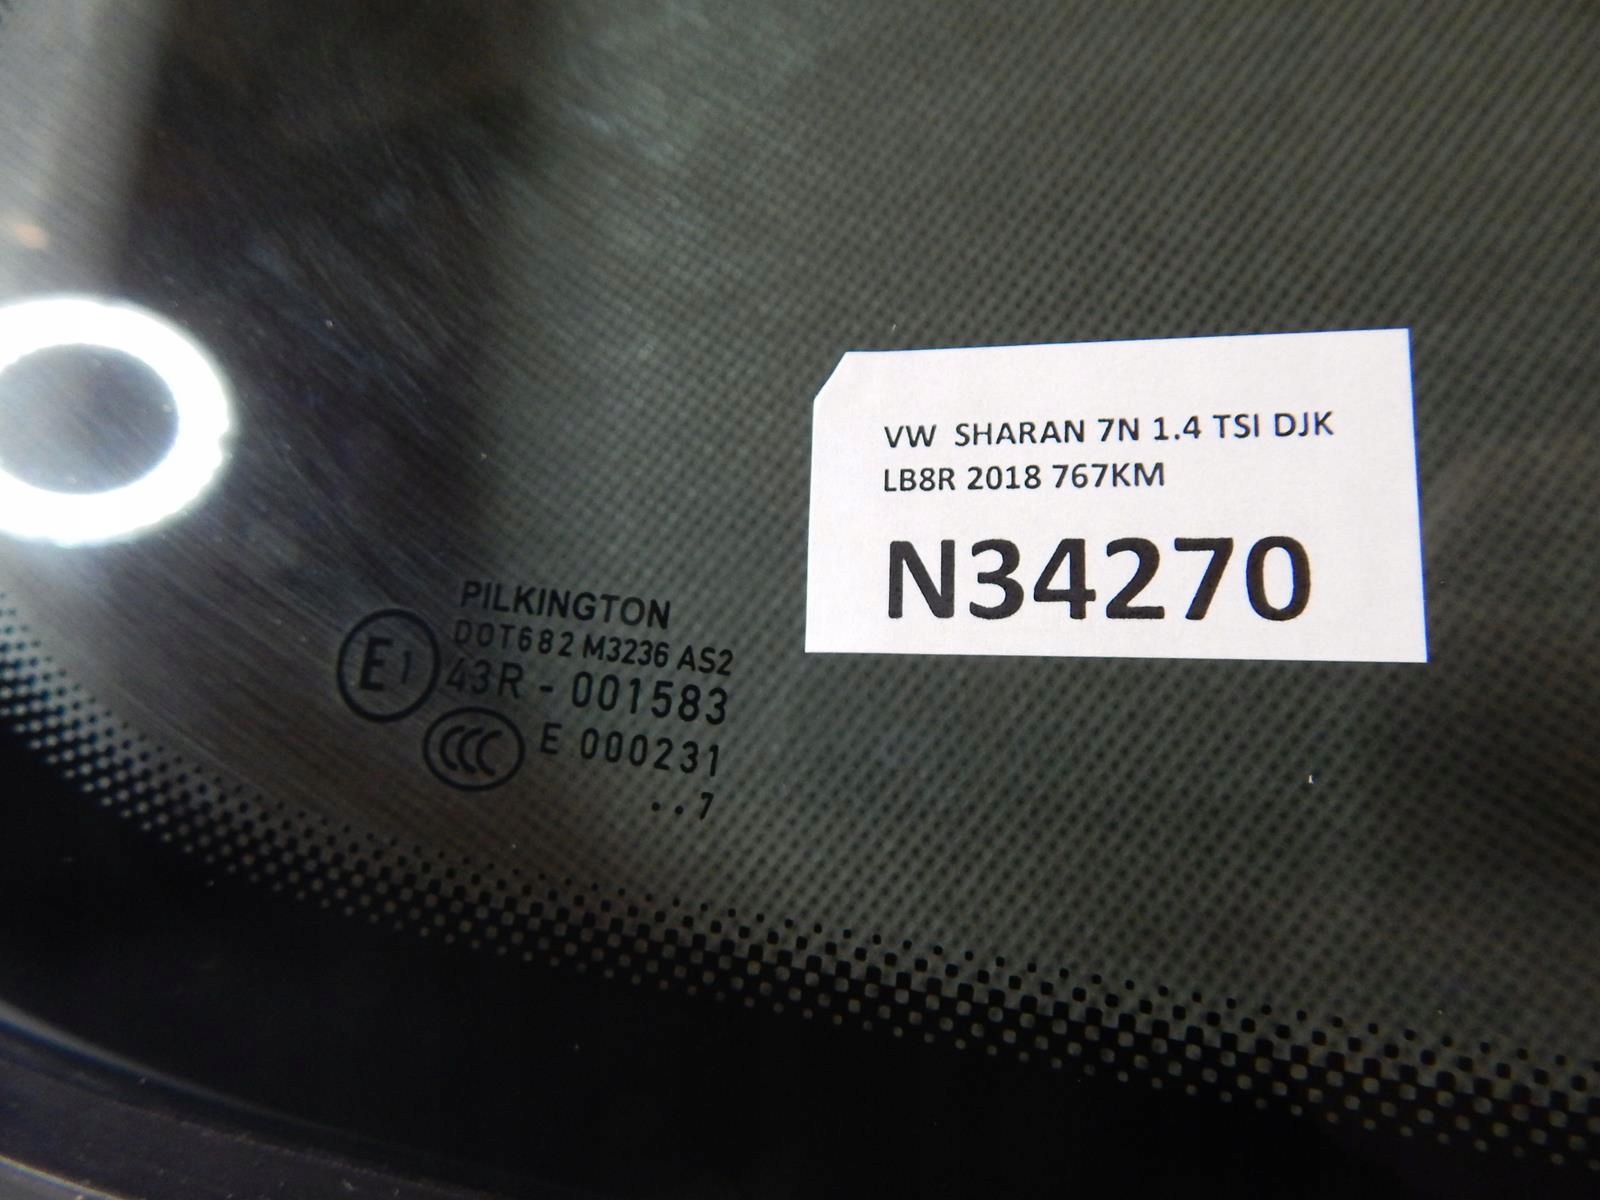 VW SHARAN 7N 1.4 TSI DJK
LB8R 2018 767KM
N34270
PILKINGTON
DOT682 M3236 AS2
E1 43R - 001583
CCC E 000231
..7